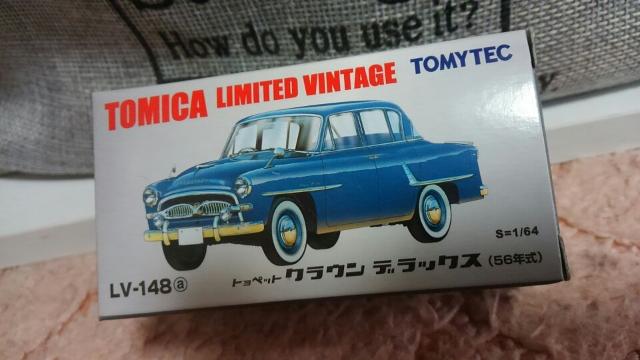 How do you use it?
TOMICA LIMITED VINTAGE TOMYTEC
S=1/64
LV-148ⓐ トヨペット クラウン デラックス (56年式)